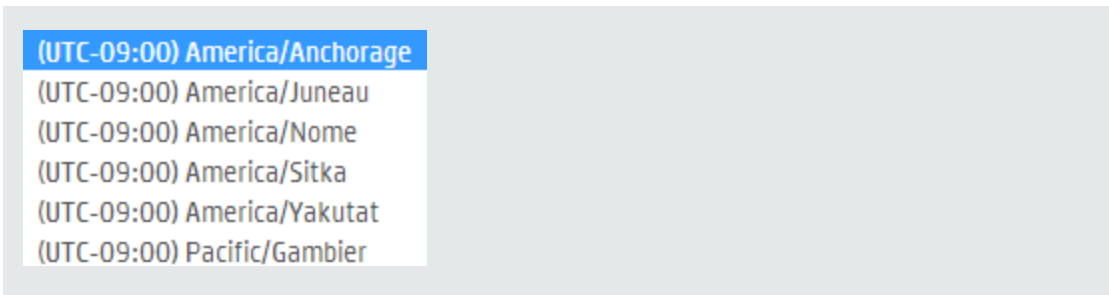 (UTC-09:00) America/Anchorage
(UTC-09:00) America/Juneau
(UTC-09:00) America/Nome
(UTC-09:00) America/Sitka
(UTC-09:00) America/Yakutat
(UTC-09:00) Pacific/Gambier